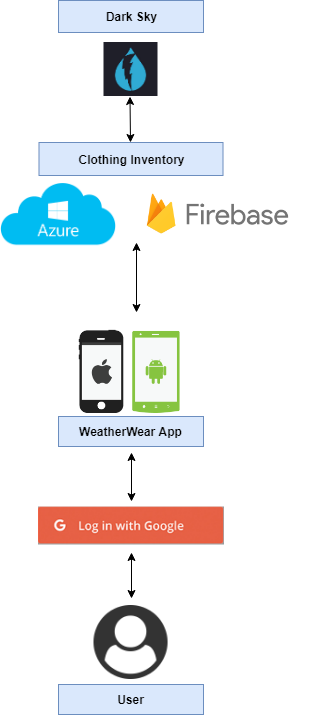 Dark Sky
Clothing Inventory
Azure
Firebase
WeatherWear App
G Log in with Google
User